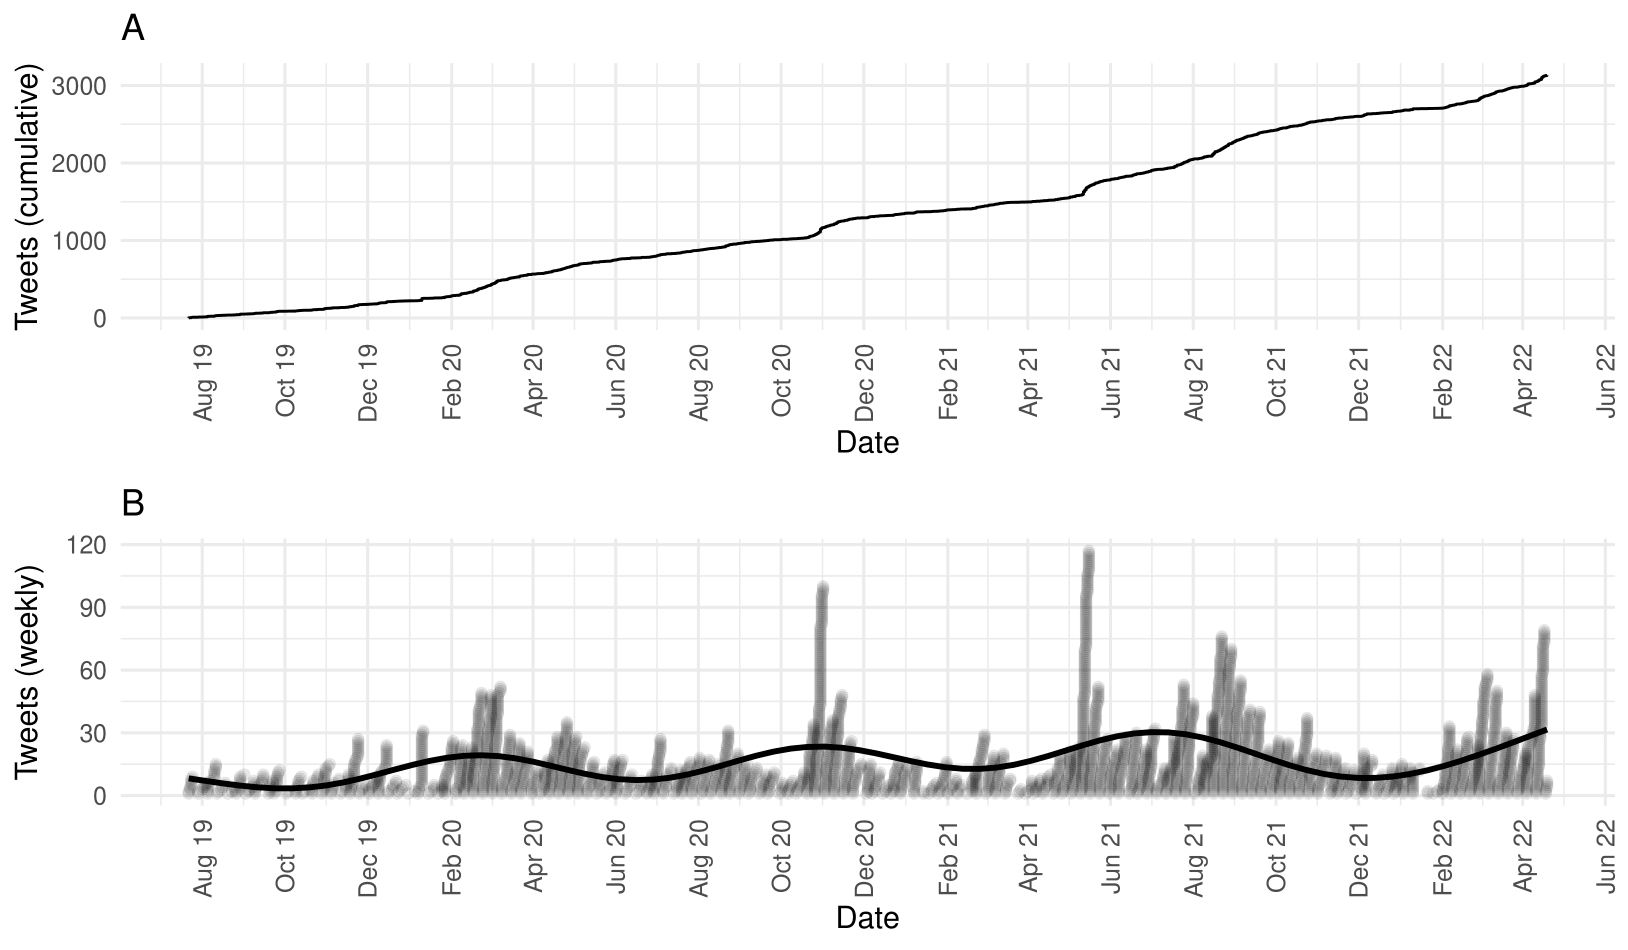 A
Tweets (cumulative)
3000
2000
1000
0
Aug 19
Oct 19
Dec 19
Feb 20
Apr 20
Jun 20
Aug 20
Oct 20
Dec 20
Feb 21
Apr 21
Jun 21
Aug 21
Oct 21
Dec 21
Feb 22
Apr 22
Jun 22
Date
B
Tweets (weekly)
120
90
60
30
0
Aug 19
Oct 19
Dec 19
Feb 20
Apr 20
Jun 20
Aug 20
Oct 20
Dec 20
Feb 21
Apr 21
Jun 21
Aug 21
Oct 21
Dec 21
Feb 22
Apr 22
Jun 22
Date